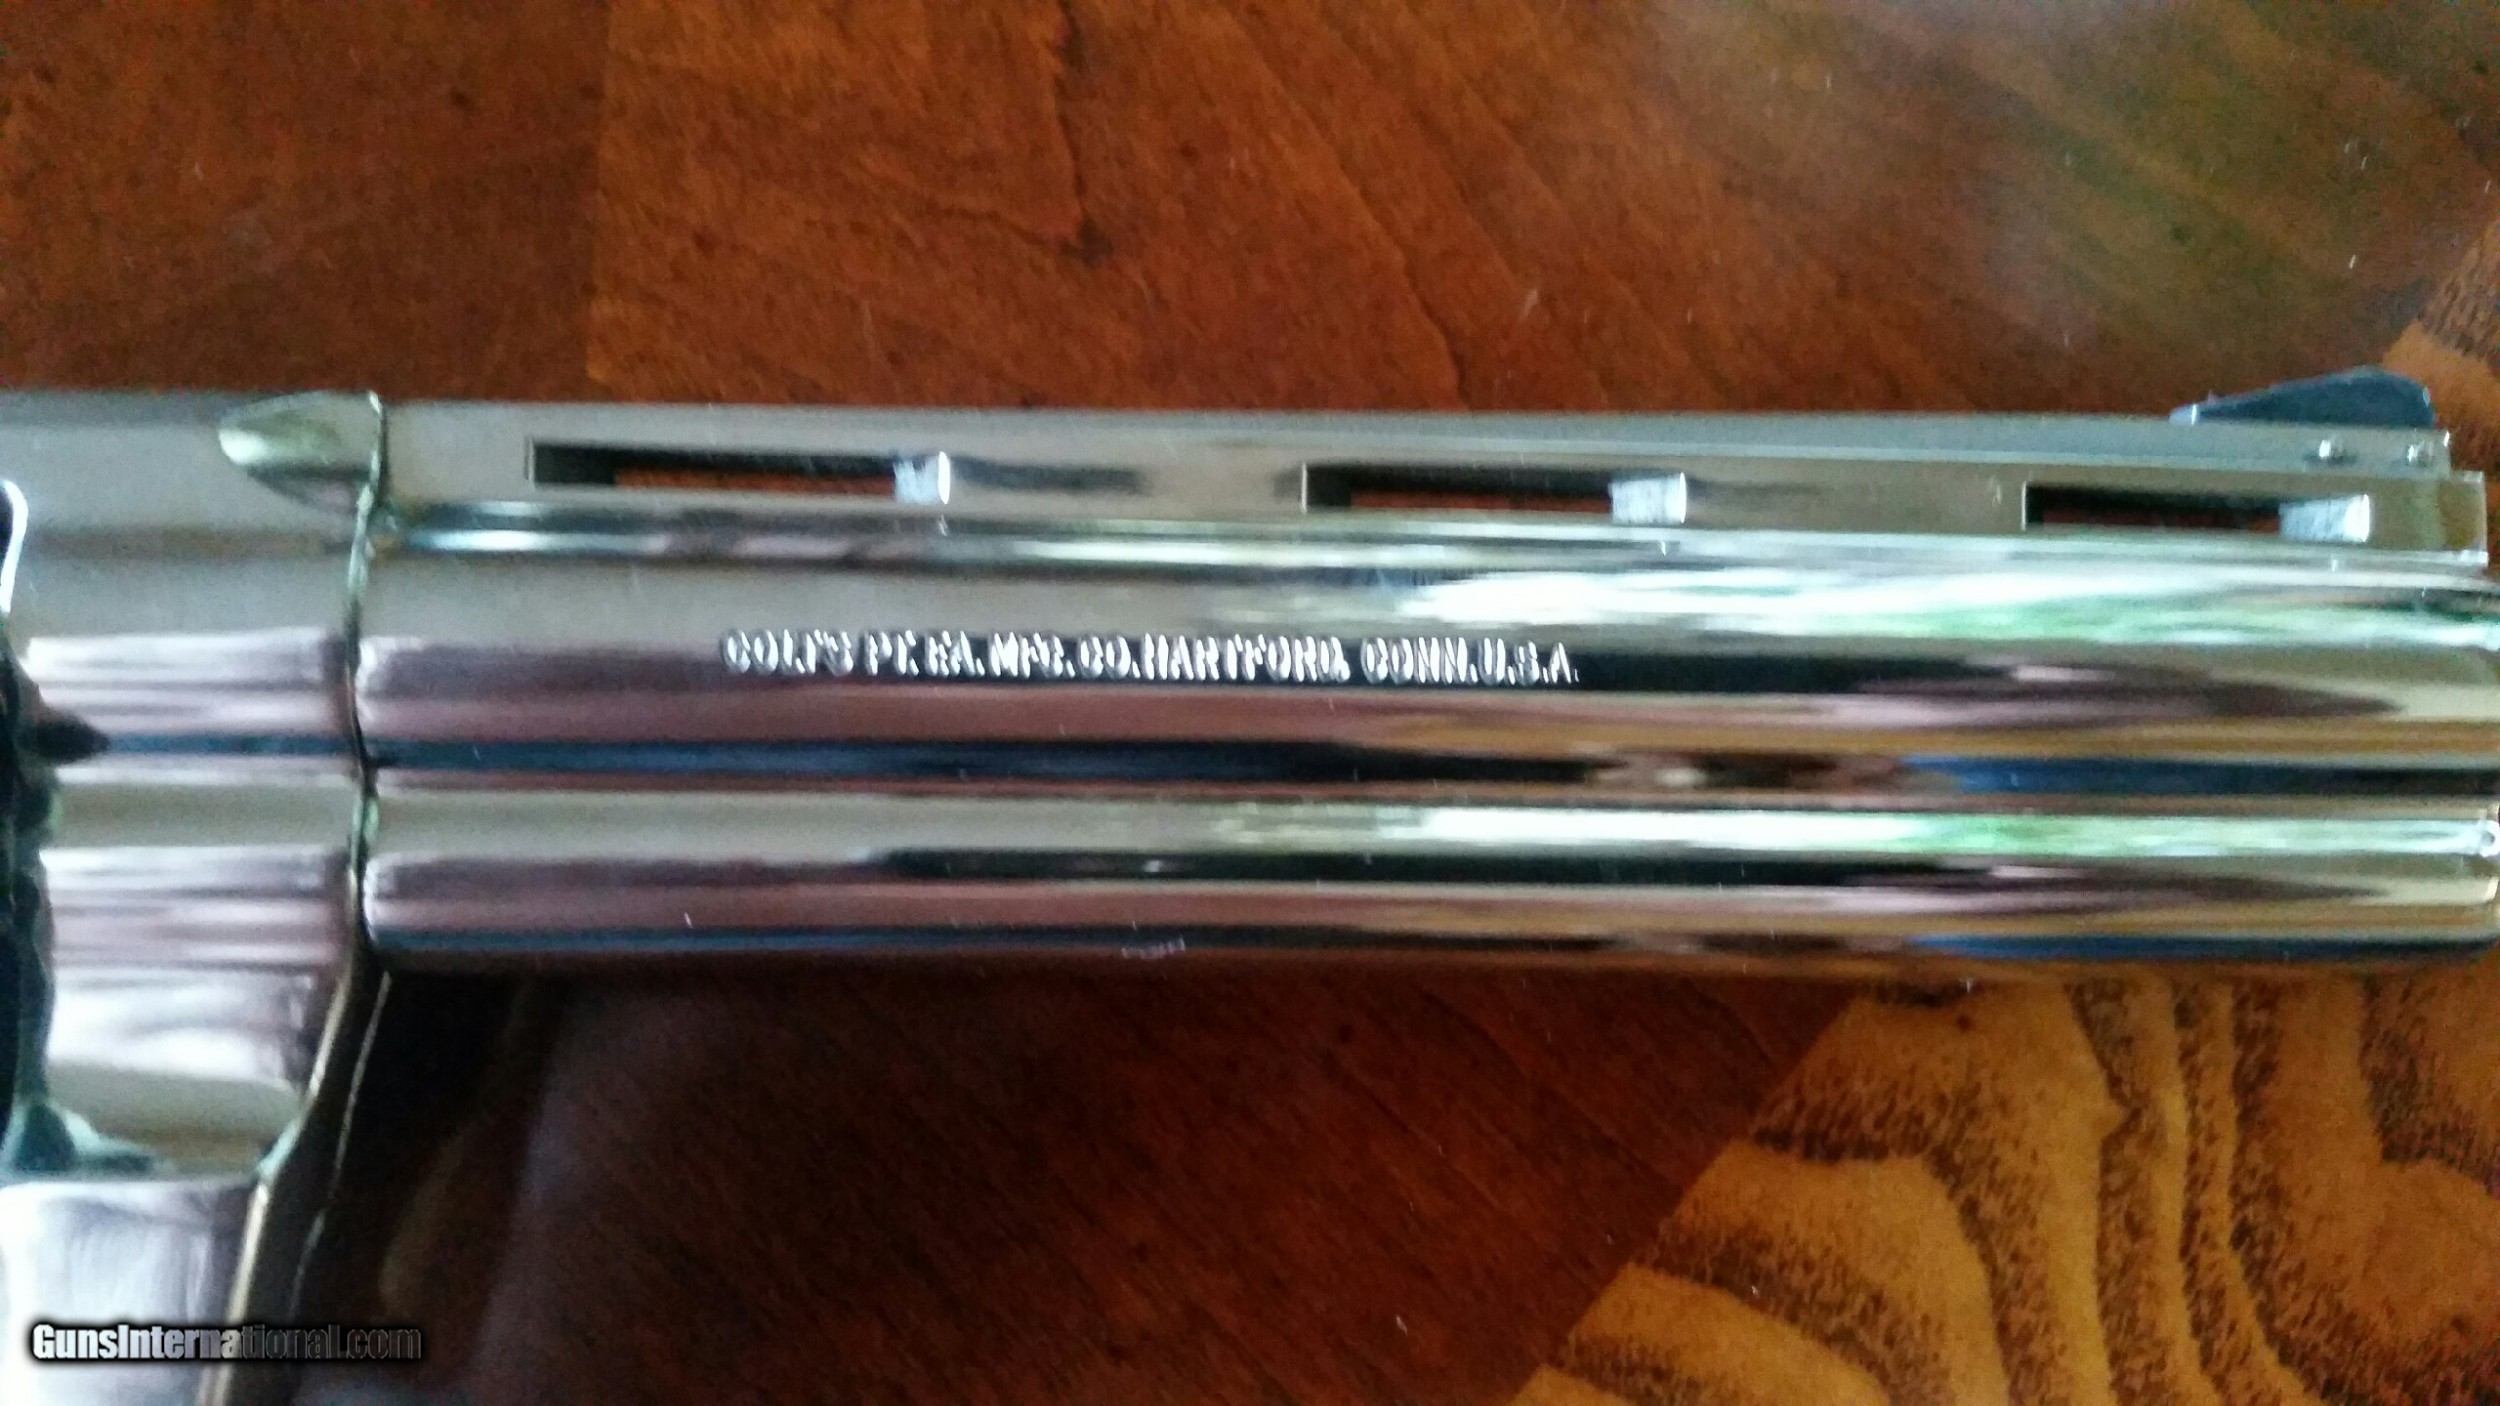 COLT'S PT. FA. MFG. CO. HARTFORD, CONN. U.S.A.
GunsInternational.com